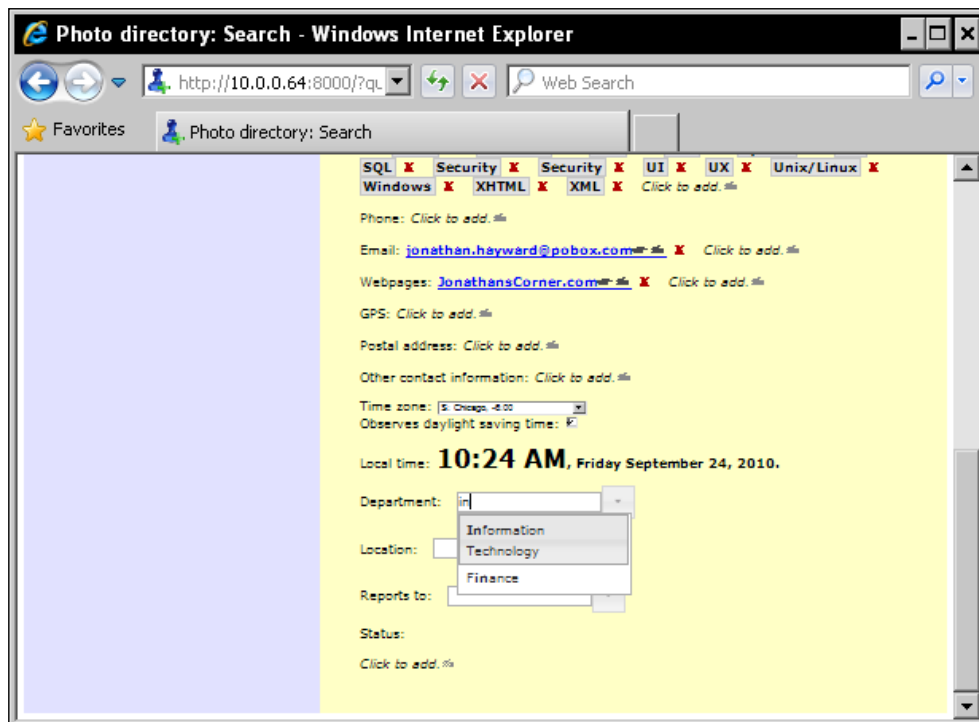 Photo directory: Search - Windows Internet Explorer
http://10.0.0.64:8000/?qu
Web Search
Favorites
Photo directory: Search
SQL X Security X Security X UI X UX X Unix/Linux X
Windows X XHTML X XML X Click to add.
Phone: Click to add.
Email: jonathan.hayward@pobox.com X Click to add.
Webpages: JonathansCorner.com X Click to add.
GPS: Click to add.
Postal address: Click to add.
Other contact information: Click to add.
Time zone: S: Chicago, -6:00
Observes daylight saving time:
Local time: 10:24 AM, Friday September 24, 2010.
Department: in
Information
Technology
Location:
Finance
Reports to:
Status:
Click to add.